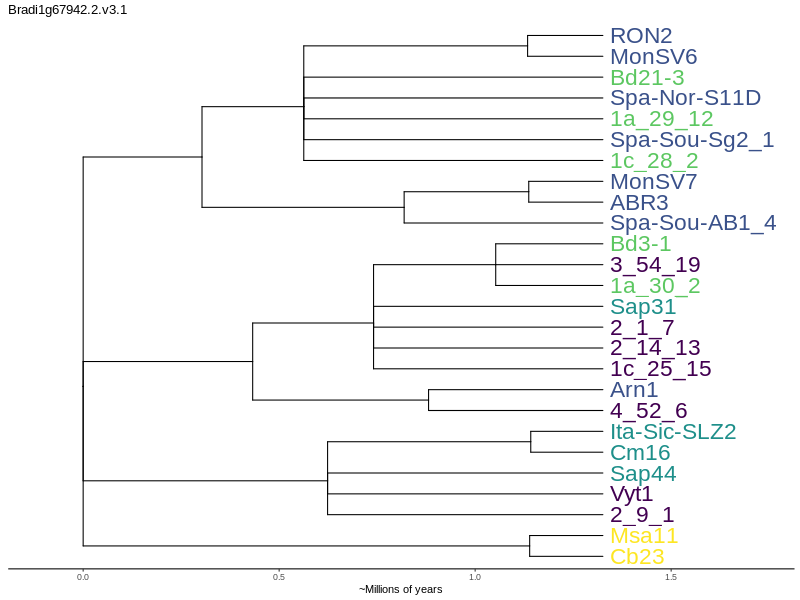 Bradi1g67942.2.v3.1
RON2
MonSV6
Bd21-3
Spa-Nor-S11D
1a_29_12
Spa-Sou-Sg2_1
1c_28_2
MonSV7
ABR3
Spa-Sou-AB1_4
Bd3-1
3_54_19
1a_30_2
Sap31
2_1_7
2_14_13
1c_25_15
Arn1
4_52_6
Ita-Sic-SLZ2
Cm16
Sap44
Vyt1
2_9_1
Msa11
Cb23
0.0 0.5 1.0 1.5
~Millions of years